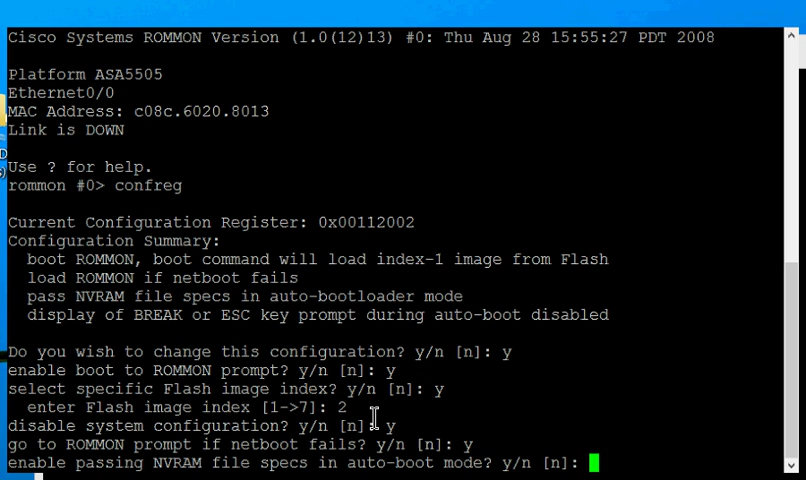 Cisco Systems ROMMON Version (1.0(12)13) #0: Thu Aug 28 15:55:27 PDT 2008
Platform ASA5505
Ethernet0/0
MAC Address: c08c.6020.8013
Link is DOWN
Use ? for help.
rommon #0> confreg
Current Configuration Register: 0x00112002
Configuration Summary:
boot ROMMON, boot command will load index-1 image from Flash
load ROMMON if netboot fails
pass NVRAM file specs in auto-bootloader mode
display of BREAK or ESC key prompt during auto-boot disabled
Do you wish to change this configuration? y/n [n]: y
enable boot to ROMMON prompt? y/n [n]: y
select specific Flash image index? y/n [n]: y
enter Flash image index [1->7]: 2
disable system configuration? y/n [n]: y
go to ROMMON prompt if netboot fails? y/n [n]: y
enable passing NVRAM file specs in auto-boot mode? y/n [n]: